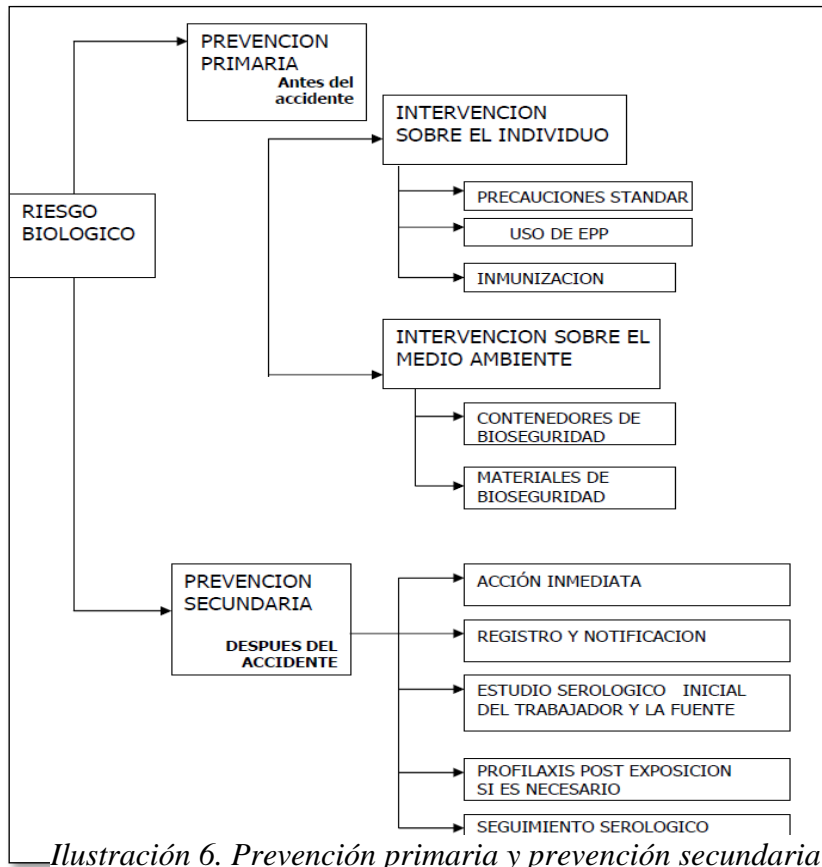 PREVENCION
PRIMARIA
Antes del
accidente
INTERVENCION
SOBRE EL INDIVIDUO
PRECAUCIONES STANDAR
USO DE EPP
INMUNIZACION
RIESGO
BIOLOGICO
INTERVENCION SOBRE EL
MEDIO AMBIENTE
CONTENEDORES DE
BIOSEGURIDAD
MATERIALES DE
BIOSEGURIDAD
PREVENCION
SECUNDARIA
DESPUES DEL
ACCIDENTE
ACCIÓN INMEDIATA
REGISTRO Y NOTIFICACION
ESTUDIO SEROLOGICO INICIAL
DEL TRABAJADOR Y LA FUENTE
PROFILAXIS POST EXPOSICION
SI ES NECESARIO
SEGUIMIENTO SEROLOGICO
Ilustración 6. Prevención primaria y prevención secundaria